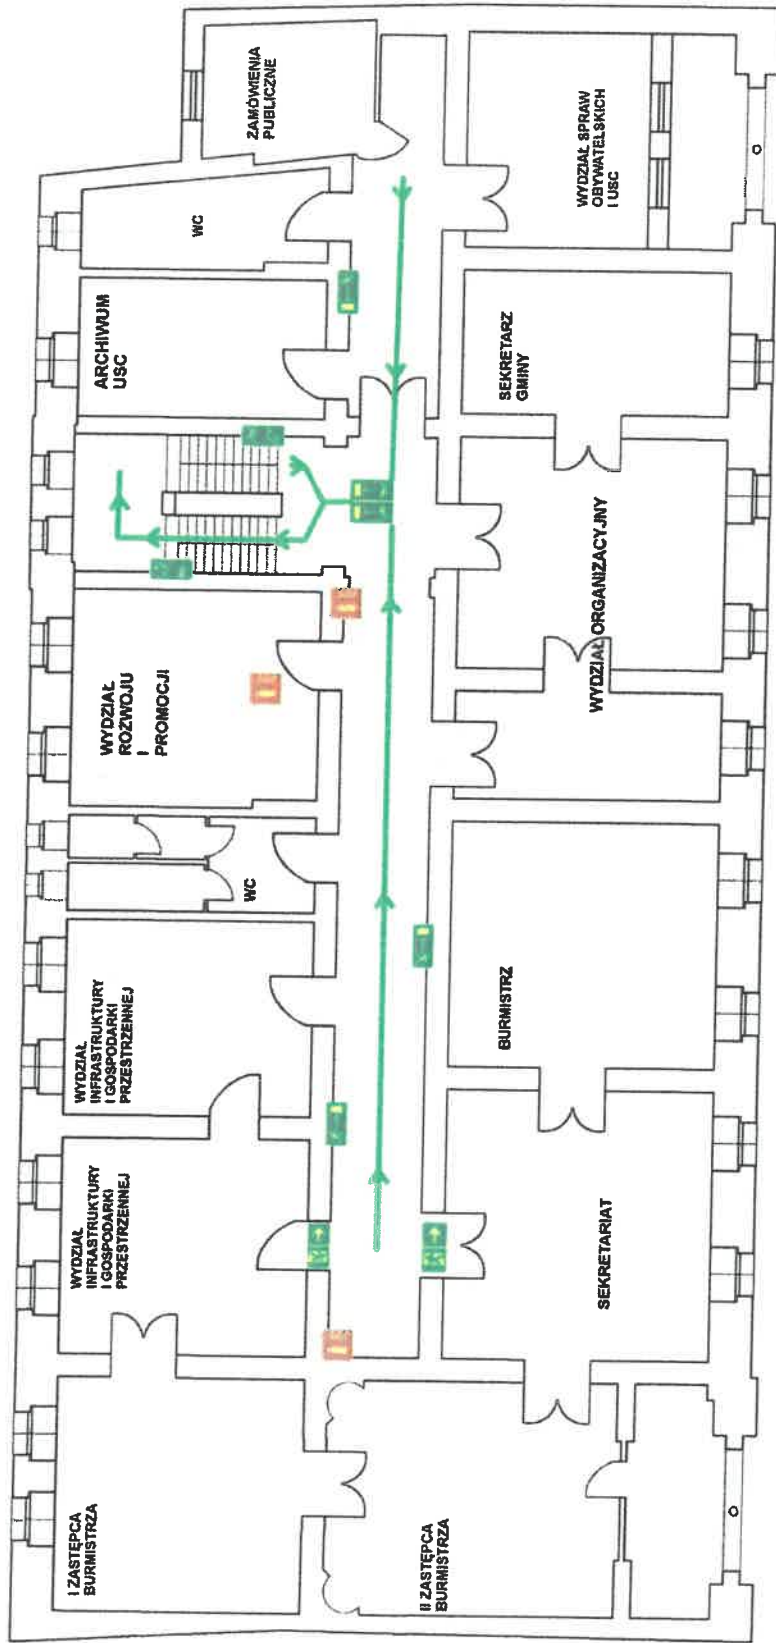 ZAMÓWIENIA
PUBLICZNE
WC
ARCHIWUM
USC
WYDZIAŁ
ROZWOJU
I
PROMOCJI
WC
WYDZIAŁ
INFRASTRUKTURY
I GOSPODARKI
PRZESTRZENNEJ
WYDZIAŁ
INFRASTRUKTURY
I GOSPODARKI
PRZESTRZENNEJ
I ZASTĘPCA
BURMISTRZA
II ZASTĘPCA
BURMISTRZA
SEKRETARIAT
BURMISTRZ
WYDZIAŁ ORGANIZACYJNY
SEKRETARZ
GMINY
WYDZIAŁ SPRAW
OBYWATELSKICH
I USC